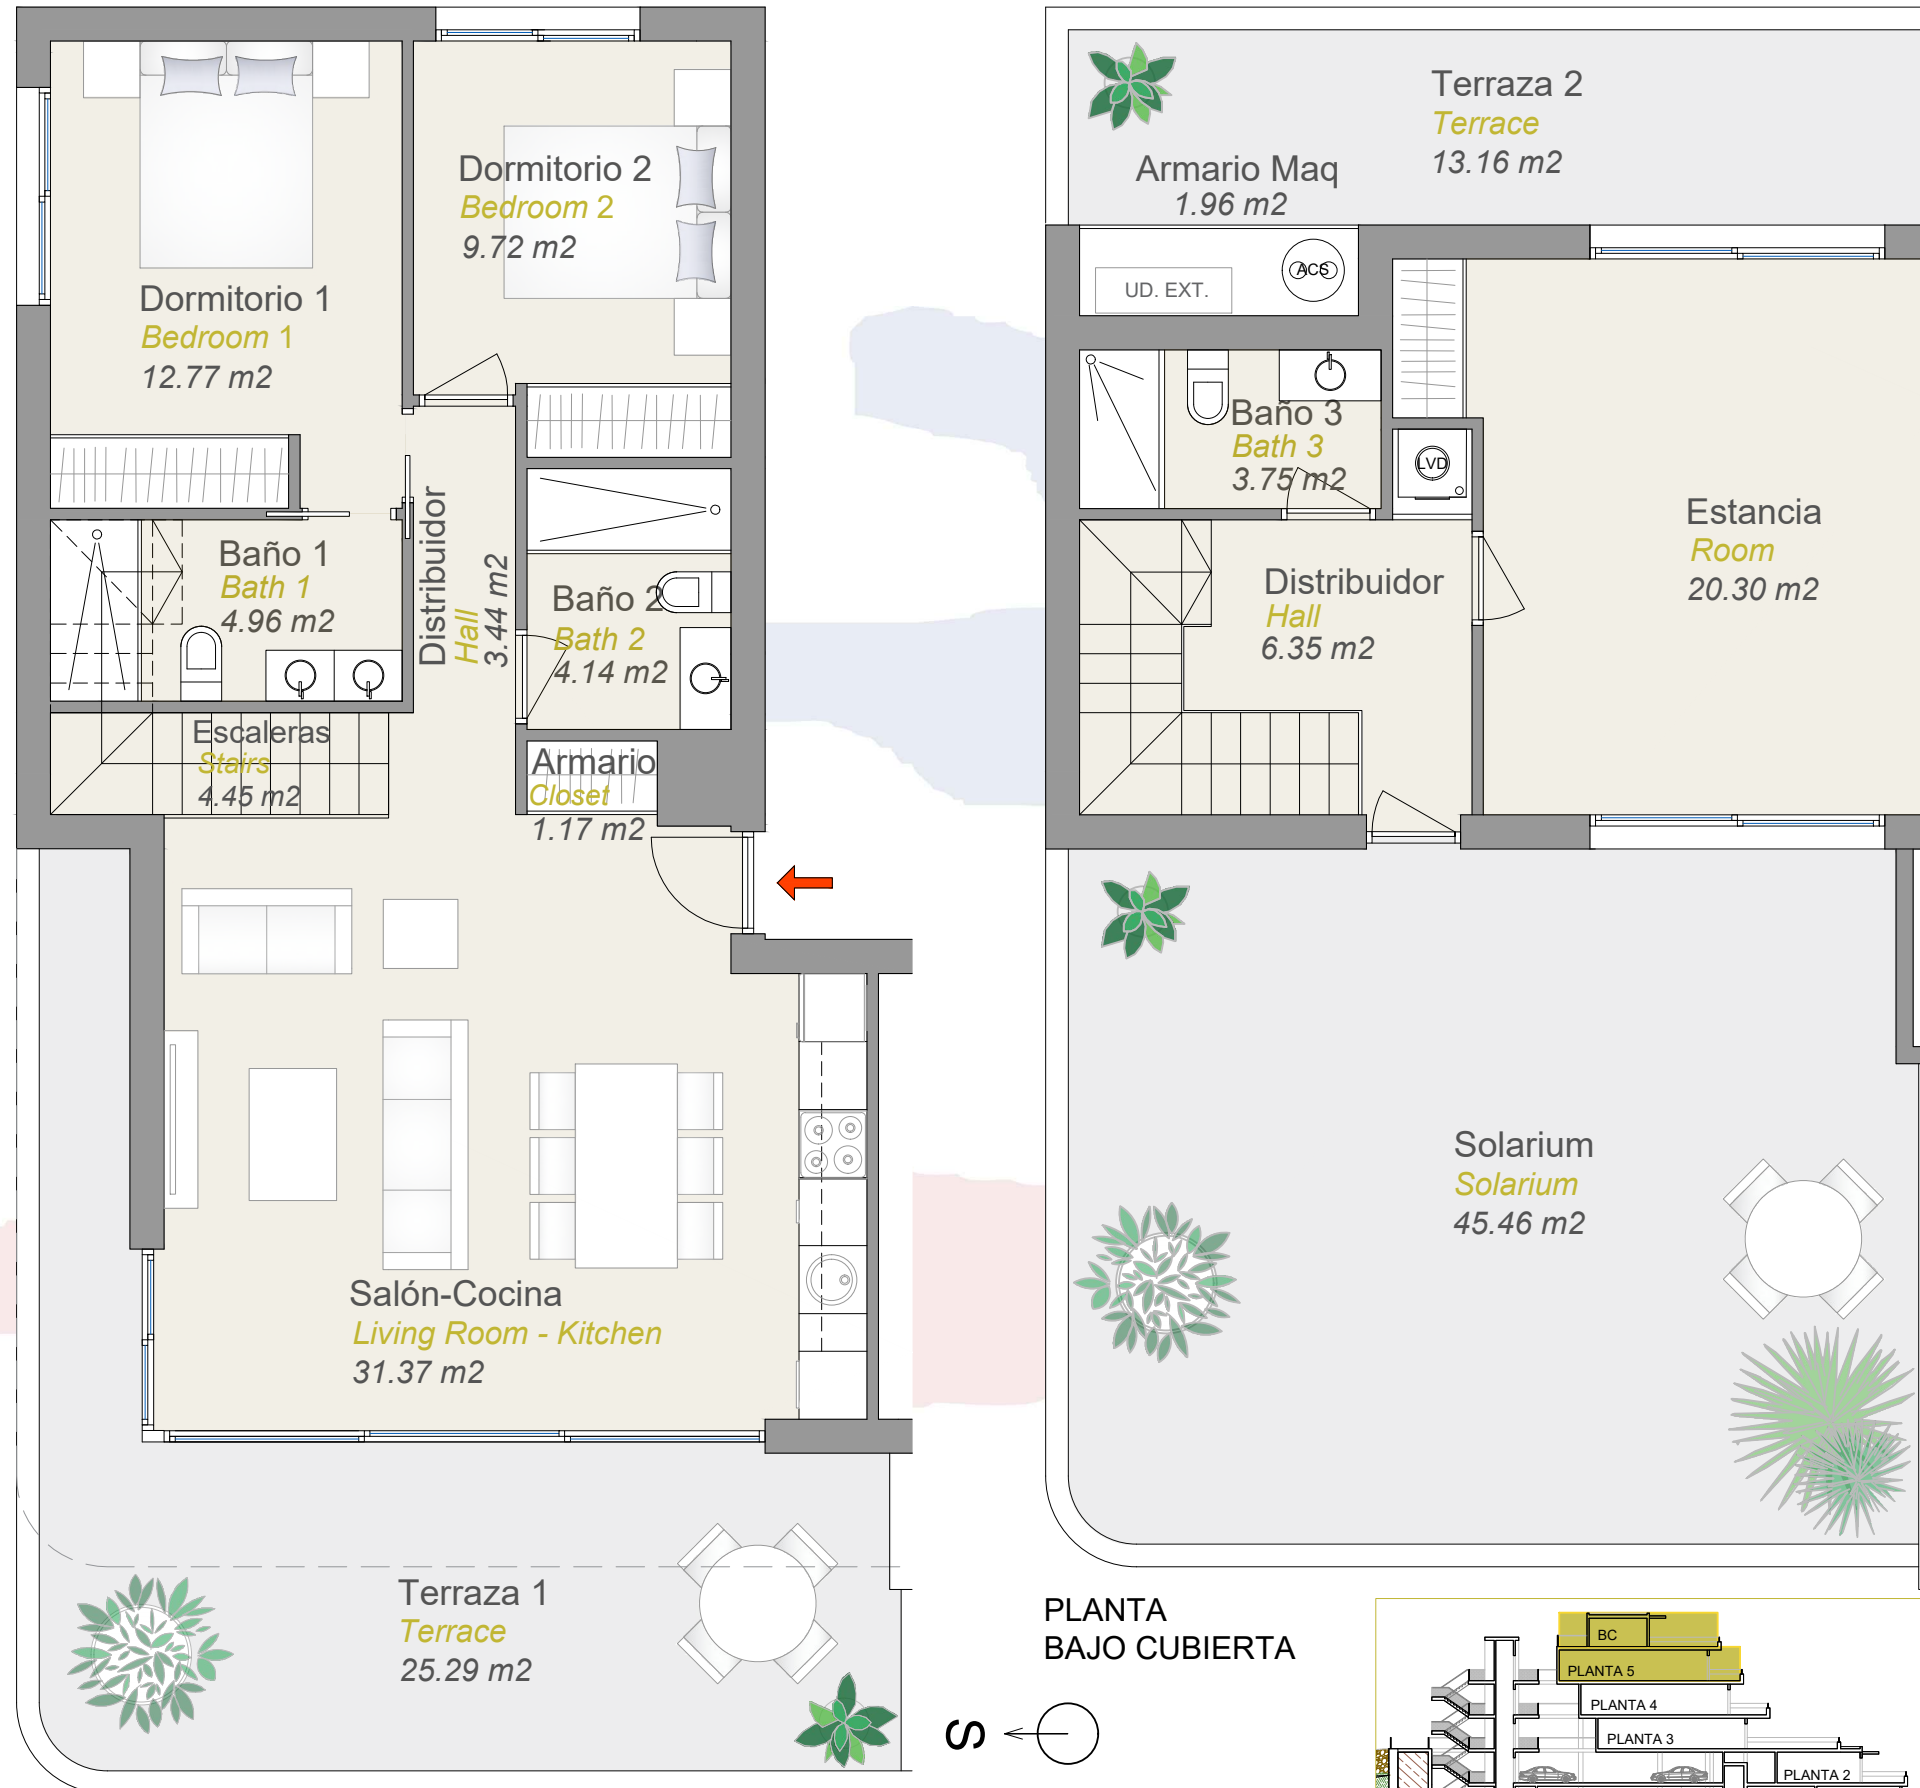 Dormitorio 1
Bedroom 1
12.77 m2
Dormitorio 2
Bedroom 2
9.72 m2
Baño 1
Bath 1
4.96 m2
Distribuidor
Hall
3.44 m2
Baño 2
Bath 2
4.14 m2
Escaleras
Stairs
4.45 m2
Armario
Closet
1.17 m2
Salón-Cocina
Living Room - Kitchen
31.37 m2
Terraza 1
Terrace
25.29 m2
Terraza 2
Terrace
13.16 m2
Armario Maq
1.96 m2
UD. EXT.
ACS
Baño 3
Bath 3
3.75 m2
LVD
Estancia
Room
20.30 m2
Distribuidor
Hall
6.35 m2
Solarium
Solarium
45.46 m2
PLANTA
BAJO CUBIERTA
S
BC
PLANTA 5
PLANTA 4
PLANTA 3
PLANTA 2